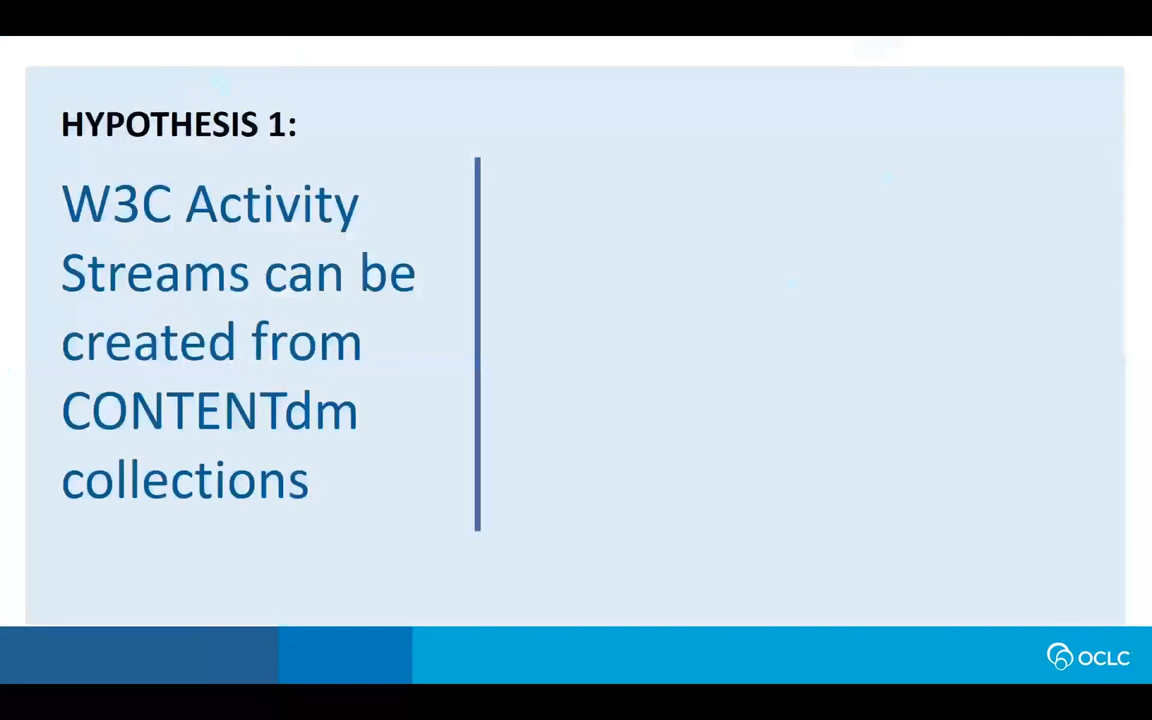 HYPOTHESIS 1:
W3C Activity
Streams can be
created from
CONTENTdm
collections
OCLC